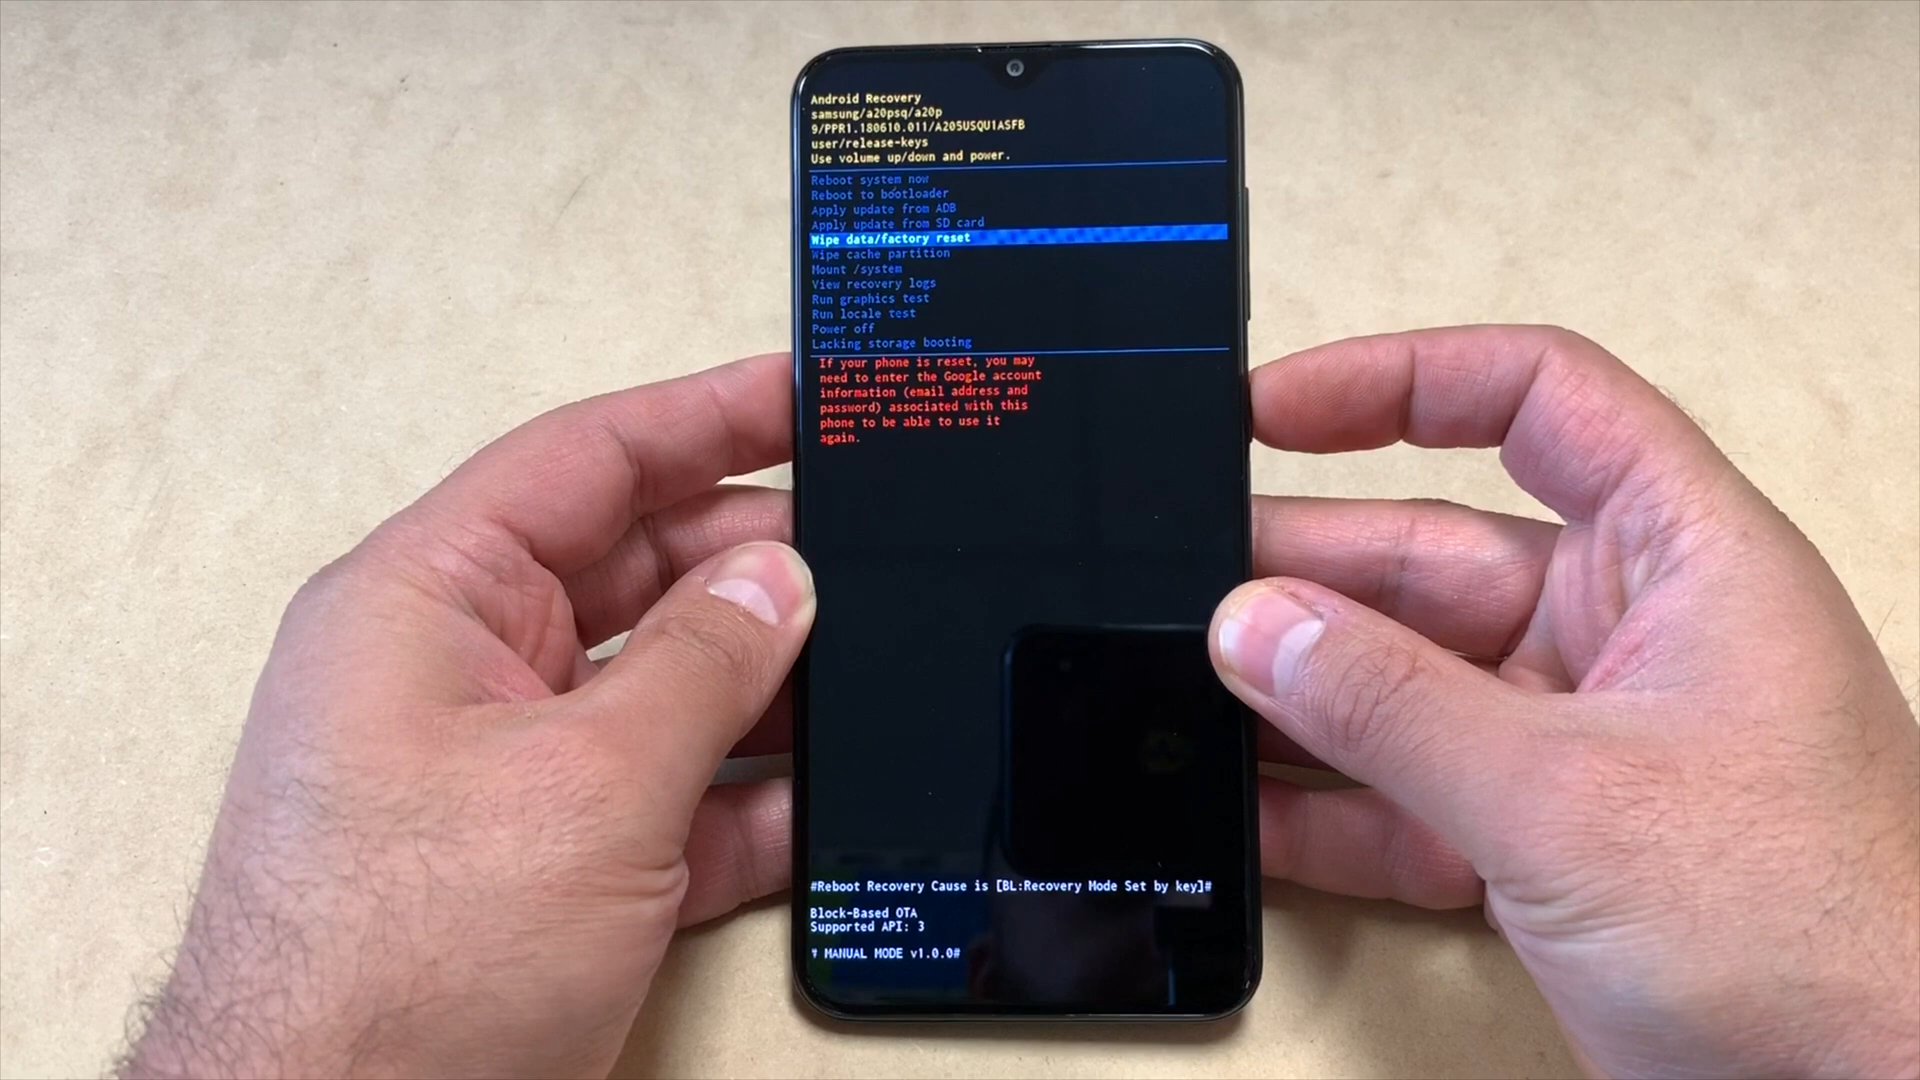 Android Recovery
samsung/a20psq/a20p
9/PPR1.180610.011/A205USQU1ASFB
user/release-keys
Use volume up/down and power.
Reboot system now
Reboot to bootloader
Apply update from ADB
Apply update from SD card
Wipe data/factory reset
Wipe cache partition
Mount /system
View recovery logs
Run graphics test
Run locale test
Power off
Lacking storage booting
If your phone is reset, you may
need to enter the Google account
information (email address and
password) associated with this
phone to be able to use it
again.
#Reboot Recovery Cause is [BL:Recovery Mode Set by key]#
Block-Based OTA
Supported API: 3
# MANUAL MODE v1.0.0#